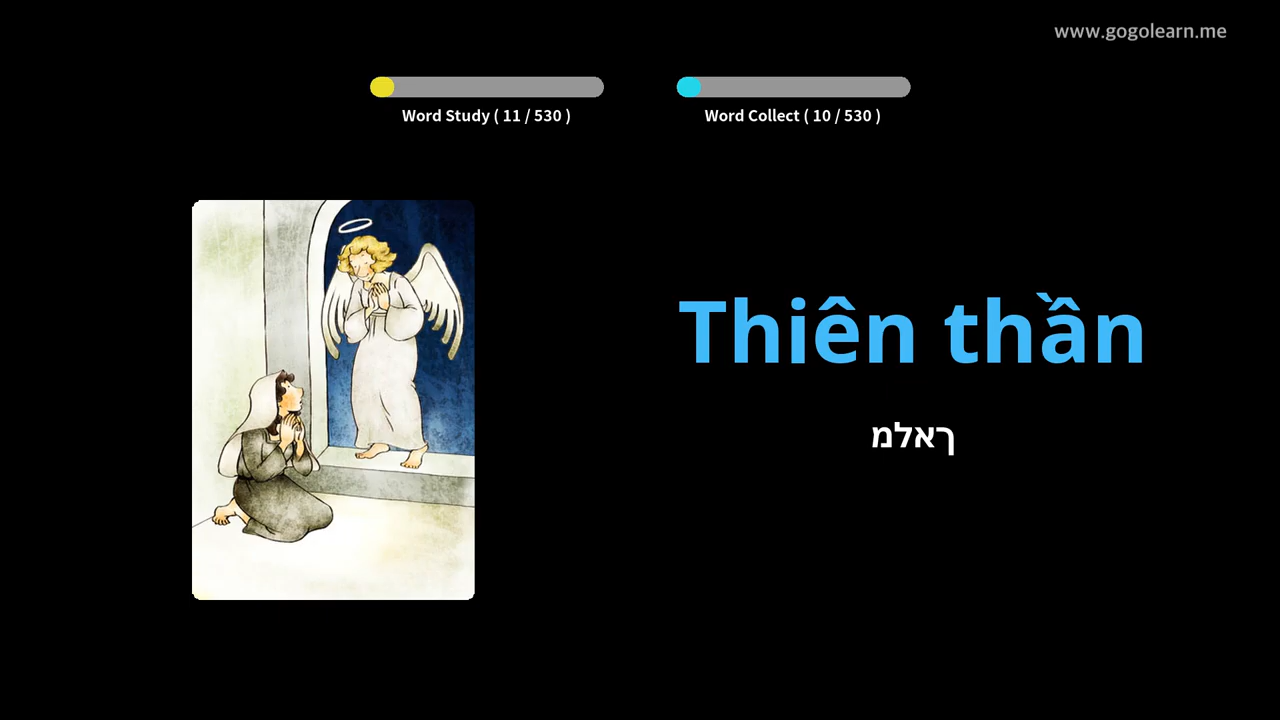 www.gogolearn.me
Word Study ( 11 / 530 )
Word Collect ( 10 / 530 )
Thiên thần
ךאלמ